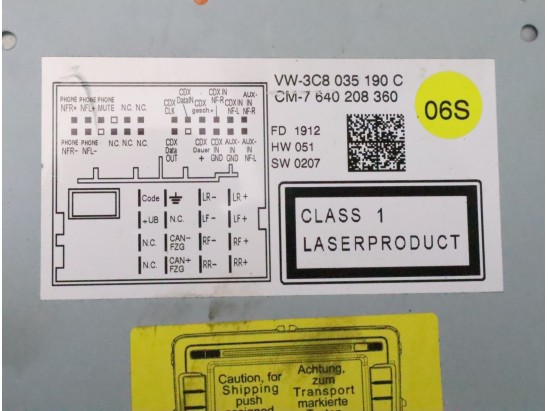 VW-3C8 035 190 C
CM-7 640 208 360
06S
FD 1912
HW 051
SW 0207
PHONE PHONE PHONE
NFR+ NFL+ MUTE N.C. N.C.
CDX CLK
CDX DataIN
CDX gesch.+
CDX IN NF-R
CDX IN NF-L
AUX-IN NF-R
PHONE PHONE N.C. N.C. N.C.
NFR- NFL-
CDX Data OUT
CDX Dauer +
CDX IN GND
AUX-IN GND
AUX-IN NF-L
Code LR- LR+
+UB N.C. LF- LF+
N.C. CAN- FZG RF- RF+
N.C. CAN+ FZG RR- RR+
CLASS 1
LASERPRODUCT
Caution, for
Shipping
push
Achtung,
zum
Transport
markierte